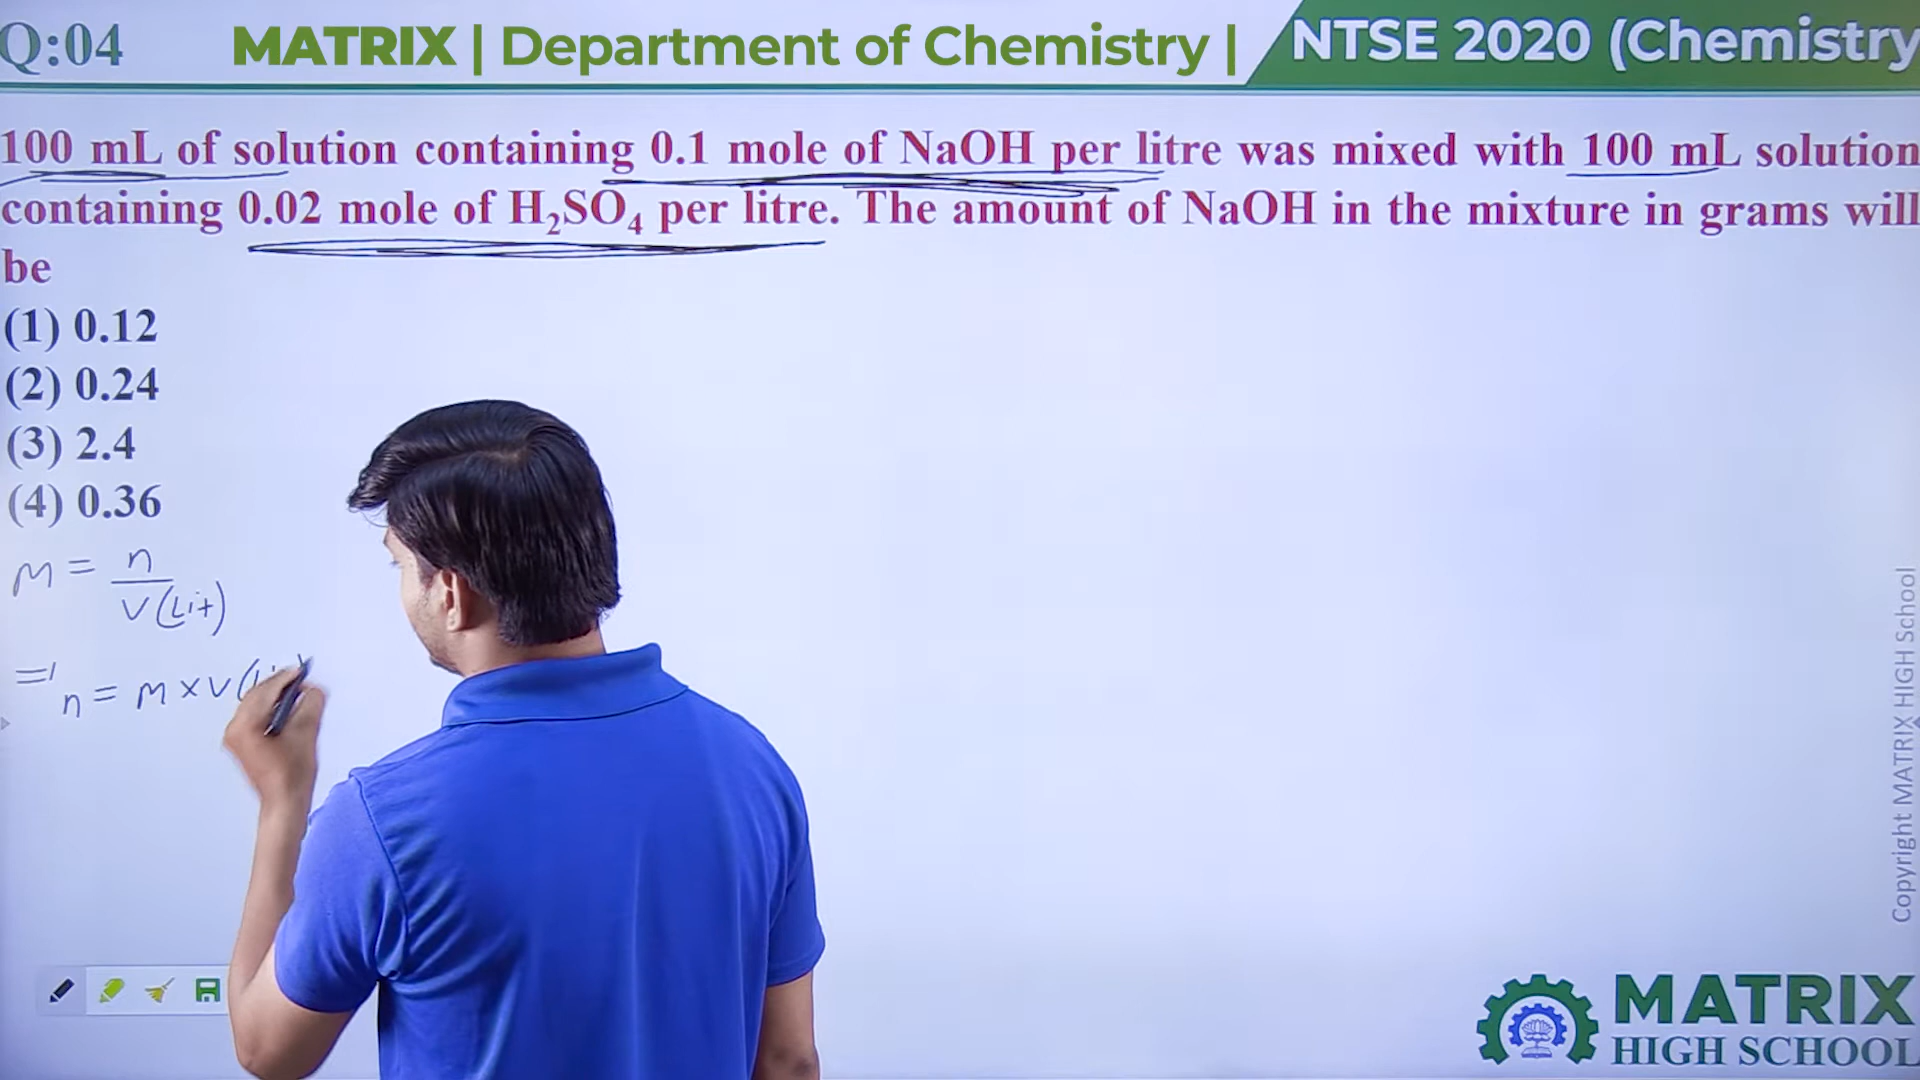 Q:04
MATRIX | Department of Chemistry |
NTSE 2020 (Chemistry
100 mL of solution containing 0.1 mole of NaOH per litre was mixed with 100 mL solution
containing 0.02 mole of H₂SO₄ per litre. The amount of NaOH in the mixture in grams will
be
(1) 0.12
(2) 0.24
(3) 2.4
(4) 0.36
M = n
V (Lit)
=> n = M × V (
Copyright MATRIX HIGH School
MATRIX
HIGH SCHOOL